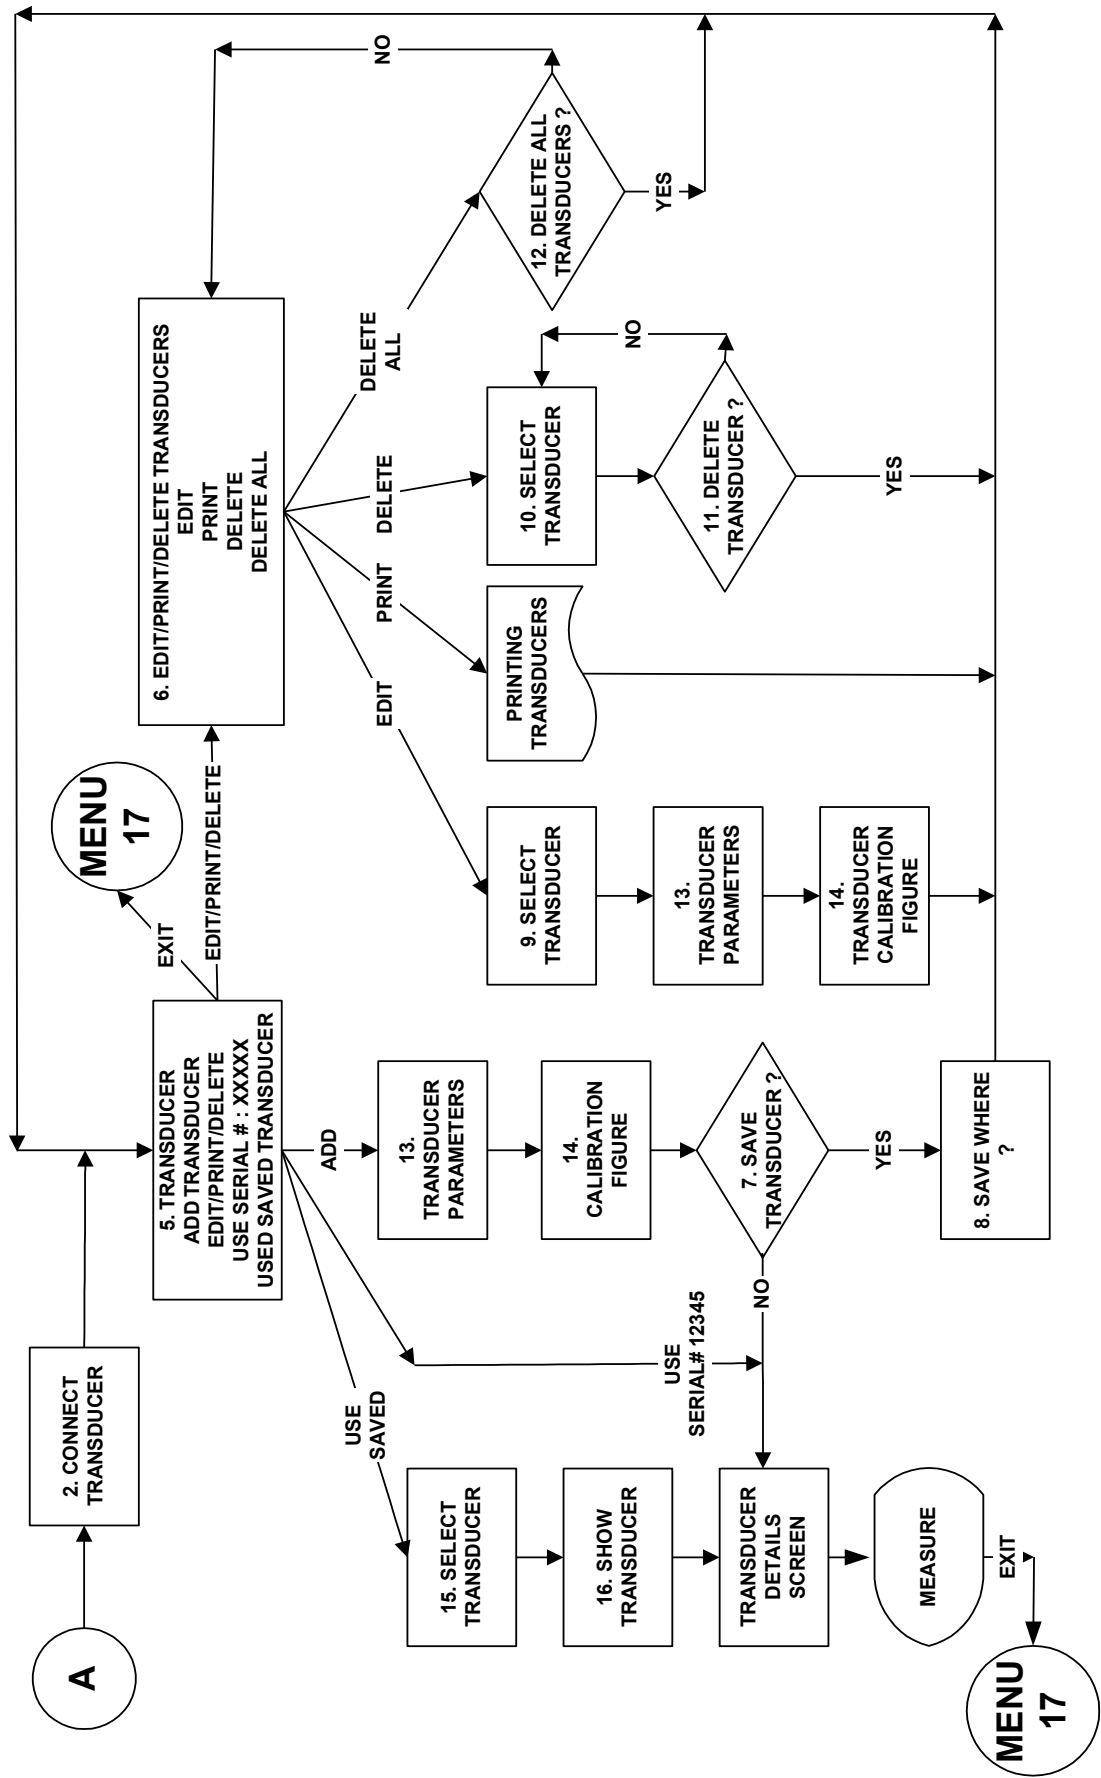 A
2. CONNECT
TRANSDUCER
5. TRANSDUCER
ADD TRANSDUCER
EDIT/PRINT/DELETE
USE SERIAL # : XXXXX
USED SAVED TRANSDUCER
EXIT
MENU
17
EDIT/PRINT/DELETE
6. EDIT/PRINT/DELETE TRANSDUCERS
EDIT
PRINT
DELETE
DELETE ALL
NO
USE
SAVED
15. SELECT
TRANSDUCER
16. SHOW
TRANSDUCER
TRANSDUCER
DETAILS
SCREEN
MEASURE
EXIT
MENU
17
USE
SERIAL# 12345
ADD
13.
TRANSDUCER
PARAMETERS
14.
CALIBRATION
FIGURE
7. SAVE
TRANSDUCER ?
NO
YES
8. SAVE WHERE
?
EDIT
9. SELECT
TRANSDUCER
13.
TRANSDUCER
PARAMETERS
14.
TRANSDUCER
CALIBRATION
FIGURE
PRINT
PRINTING
TRANSDUCERS
DELETE
10. SELECT
TRANSDUCER
NO
11. DELETE
TRANSDUCER ?
YES
DELETE
ALL
12. DELETE ALL
TRANSDUCERS ?
YES